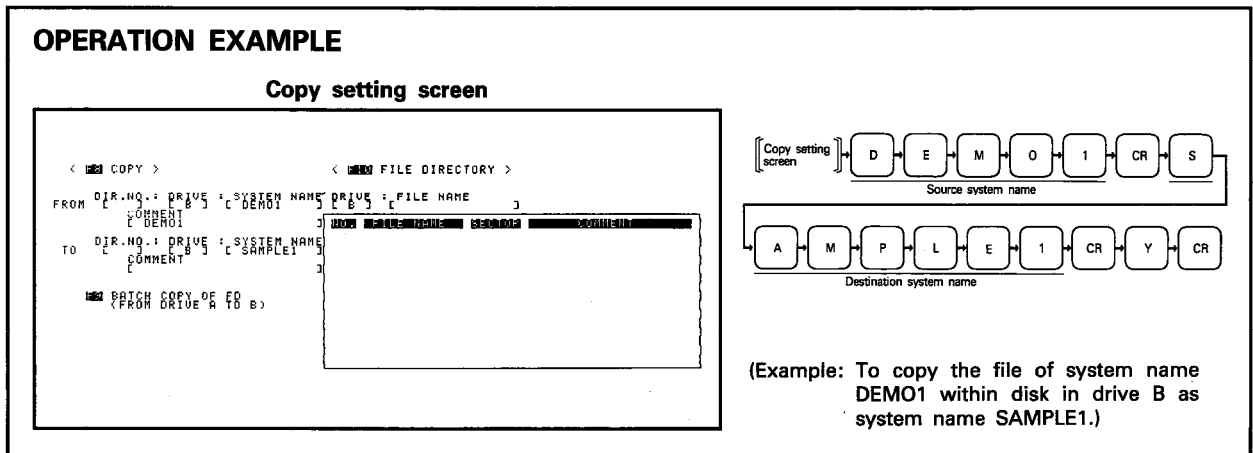 OPERATION EXAMPLE
Copy setting screen
< F8 COPY >
< F10 FILE DIRECTORY >
FROM DIR.NO.: DRIVE : SYSTEM NAME
[ ] [ B ] [ DEMO1 ]
COMMENT
[ DEMO1 ]
TO DIR.NO.: DRIVE : SYSTEM NAME
[ ] [ B ] [ SAMPLE1 ]
COMMENT
[ ]
BATCH COPY OF FD
(FROM DRIVE A TO B)
DRIVE : FILE NAME
[ B ] [ ]
NO. FILE NAME SECTOR COMMENT
[Copy setting screen] D E M O 1 CR S
Source system name
A M P L E 1 CR Y CR
Destination system name
(Example: To copy the file of system name
DEMO1 within disk in drive B as
system name SAMPLE1.)